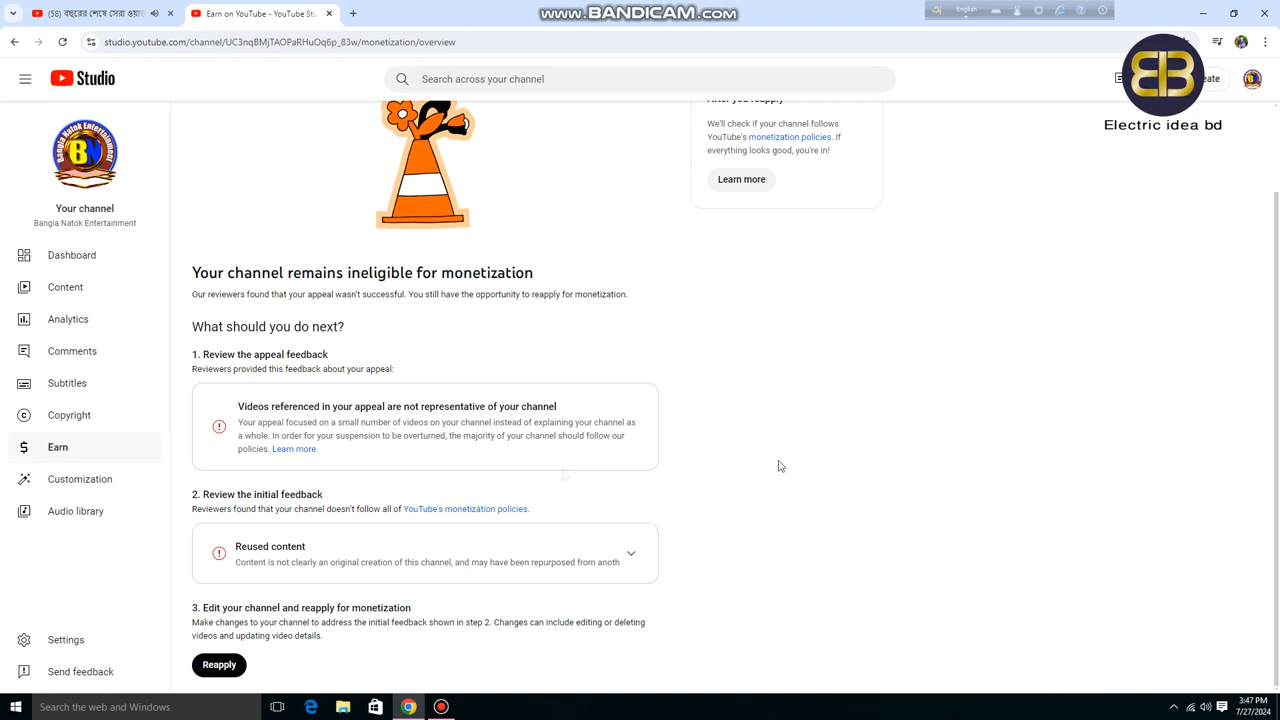 www.BANDICAM.com
(58) বছরের শেষে সেরা ওয়া
Earn on YouTube - YouTube Stu
English
studio.youtube.com/channel/UC3nqBMjTAOPaRHuOq6p_83w/monetization/overview
Studio
Search across your channel
eate
Electric idea bd
After you reapply
We'll check if your channel follows
YouTube's monetization policies. If
everything looks good, you're in!
Learn more
Bangla Natok Entertainment
BN
Your channel
Bangla Natok Entertainment
Dashboard
Content
Analytics
Comments
Subtitles
Copyright
Earn
Customization
Audio library
Settings
Send feedback
Your channel remains ineligible for monetization
Our reviewers found that your appeal wasn't successful. You still have the opportunity to reapply for monetization.
What should you do next?
1. Review the appeal feedback
Reviewers provided this feedback about your appeal:
Videos referenced in your appeal are not representative of your channel
Your appeal focused on a small number of videos on your channel instead of explaining your channel as
a whole. In order for your suspension to be overturned, the majority of your channel should follow our
policies. Learn more
2. Review the initial feedback
Reviewers found that your channel doesn't follow all of YouTube's monetization policies.
Reused content
Content is not clearly an original creation of this channel, and may have been repurposed from anoth
3. Edit your channel and reapply for monetization
Make changes to your channel to address the initial feedback shown in step 2. Changes can include editing or deleting
videos and updating video details.
Reapply
Search the web and Windows
3:47 PM
7/27/2024